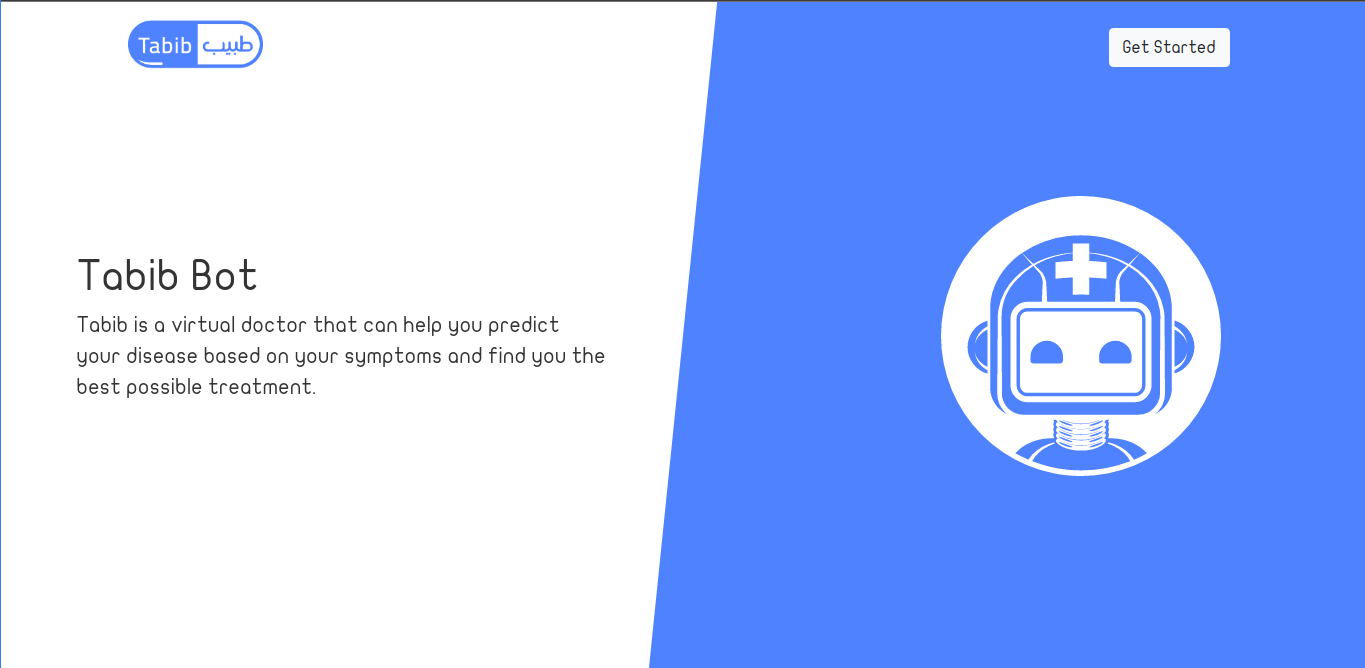 Tabib طبيب
Get Started
Tabib Bot
Tabib is a virtual doctor that can help you predict
your disease based on your symptoms and find you the
best possible treatment.